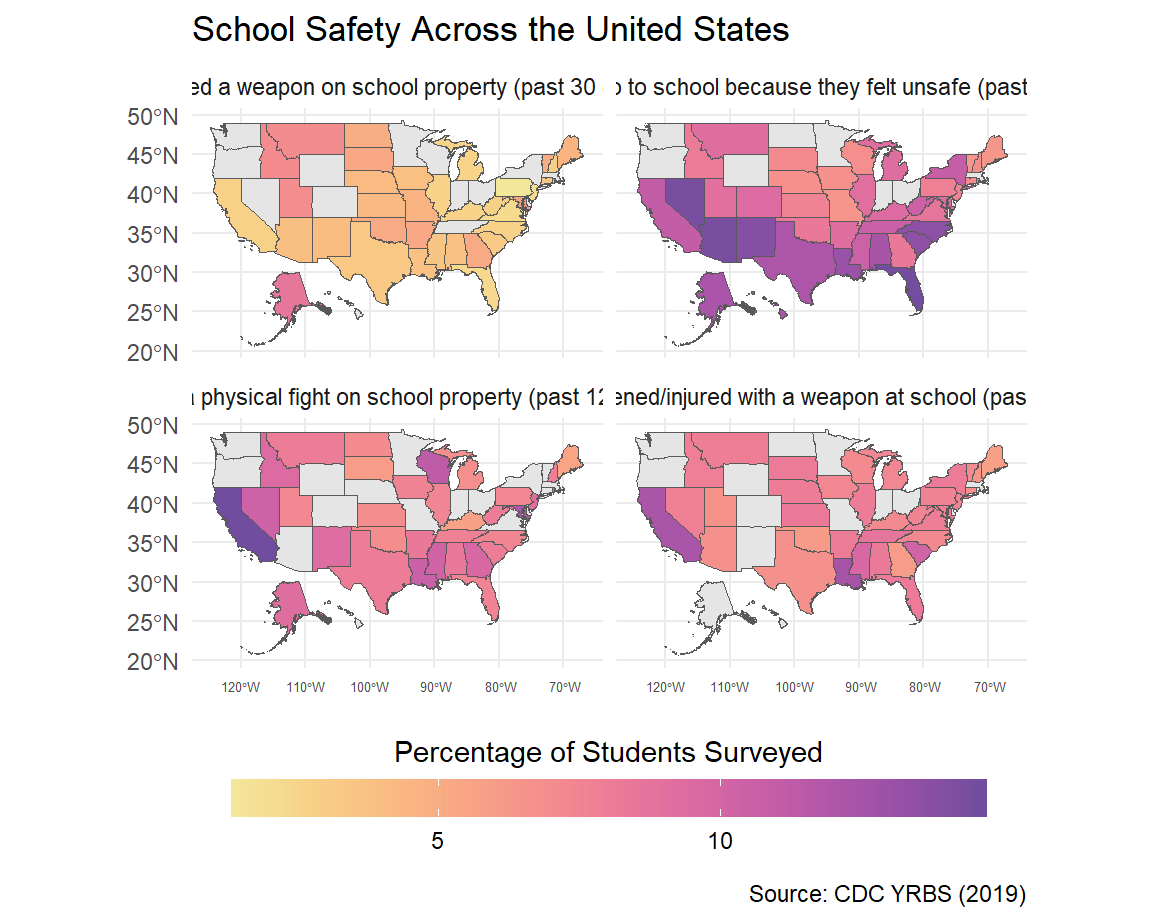 School Safety Across the United States
ed a weapon on school property (past 30
o to school because they felt unsafe (past
50°N
45°N
40°N
35°N
30°N
25°N
20°N
physical fight on school property (past 12
ened/injured with a weapon at school (pas
50°N
45°N
40°N
35°N
30°N
25°N
20°N
120°W 110°W 100°W 90°W 80°W 70°W
120°W 110°W 100°W 90°W 80°W 70°W
Percentage of Students Surveyed
5 10
Source: CDC YRBS (2019)